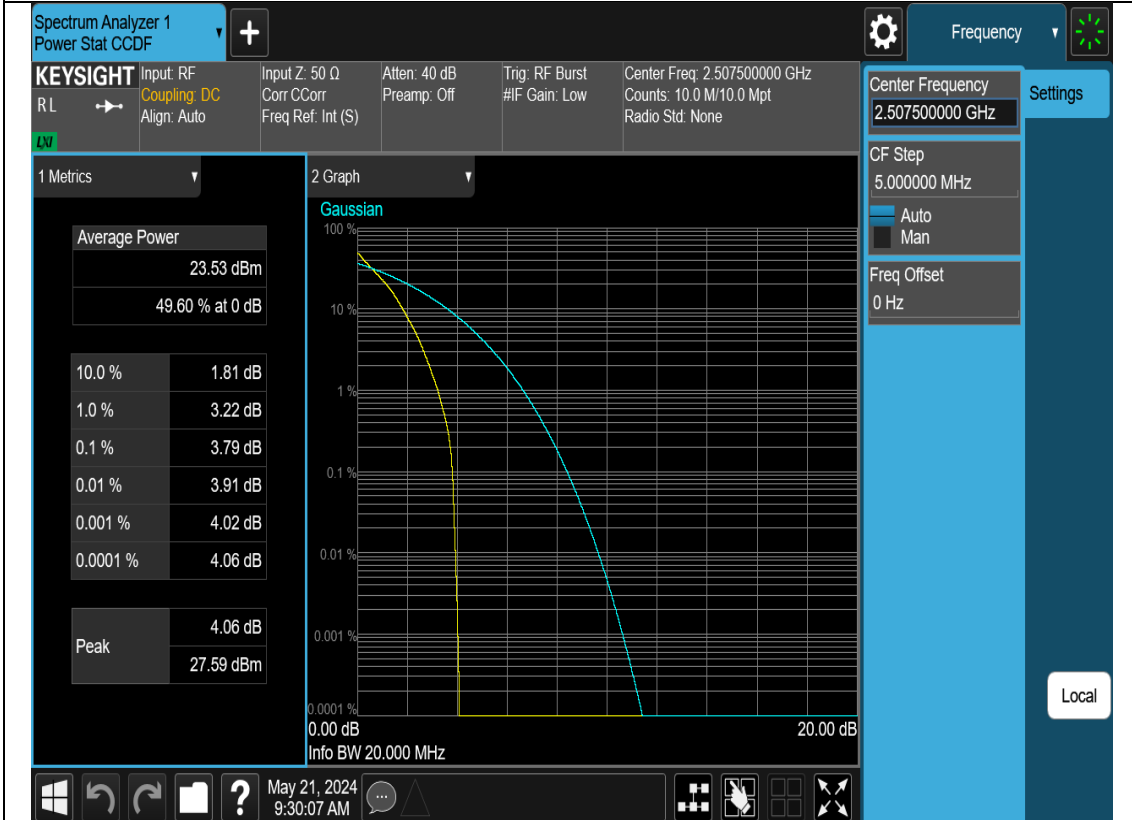 Spectrum Analyzer 1
Power Stat CCDF
Frequency
KEYSIGHT
RL
LXI
Input: RF
Coupling: DC
Align: Auto
Input Z: 50 Ω
Corr CCorr
Freq Ref: Int (S)
Atten: 40 dB
Preamp: Off
Trig: RF Burst
#IF Gain: Low
Center Freq: 2.507500000 GHz
Counts: 10.0 M/10.0 Mpt
Radio Std: None
Center Frequency
2.507500000 GHz
Settings
CF Step
5.000000 MHz
Auto
Man
Freq Offset
0 Hz
Local
1 Metrics
Average Power
23.53 dBm
49.60 % at 0 dB
10.0 % 1.81 dB
1.0 % 3.22 dB
0.1 % 3.79 dB
0.01 % 3.91 dB
0.001 % 4.02 dB
0.0001 % 4.06 dB
Peak
4.06 dB
27.59 dBm
2 Graph
Gaussian
100 %
10 %
1 %
0.1 %
0.01 %
0.001 %
0.0001 %
0.00 dB 20.00 dB
Info BW 20.000 MHz
May 21, 2024
9:30:07 AM